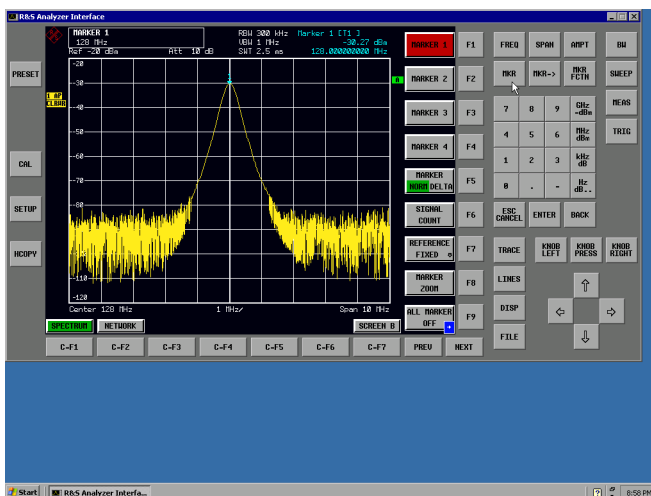 R&S Analyzer Interface
MARKER 1
128 MHz
Ref -20 dBm Att 10 dB
RBW 300 kHz Marker 1 [T1 ]
VBW 1 MHz -30.27 dBm
SWT 2.5 ms 128.00000000 MHz
-20
-30
-40
-50
-60
-70
-80
-110
-120
1 AP
CLRWR
A
Center 128 MHz 1 MHz/ Span 10 MHz
SPECTRUM NETWORK SCREEN B
PRESET
CAL
SETUP
HCOPY
MARKER 1 F1
MARKER 2 F2
MARKER 3 F3
MARKER 4 F4
MARKER
NORM DELTA F5
SIGNAL
COUNT F6
REFERENCE
FIXED F7
MARKER
ZOOM F8
ALL MARKER
OFF F9
C-F1 C-F2 C-F3 C-F4 C-F5 C-F6 C-F7 PREV NEXT
FREQ SPAN AMPT BW
MKR MKR-> MKR
FCTN SWEEP
MEAS
TRIG
7 8 9 GHz
-dBm
4 5 6 MHz
dBm
1 2 3 kHz
dB
0 . - Hz
dB..
ESC
CANCEL ENTER BACK
TRACE KNOB
LEFT KNOB
PRESS KNOB
RIGHT
LINES
DISP
FILE
Start R&S Analyzer Interfa... 8:58 PM